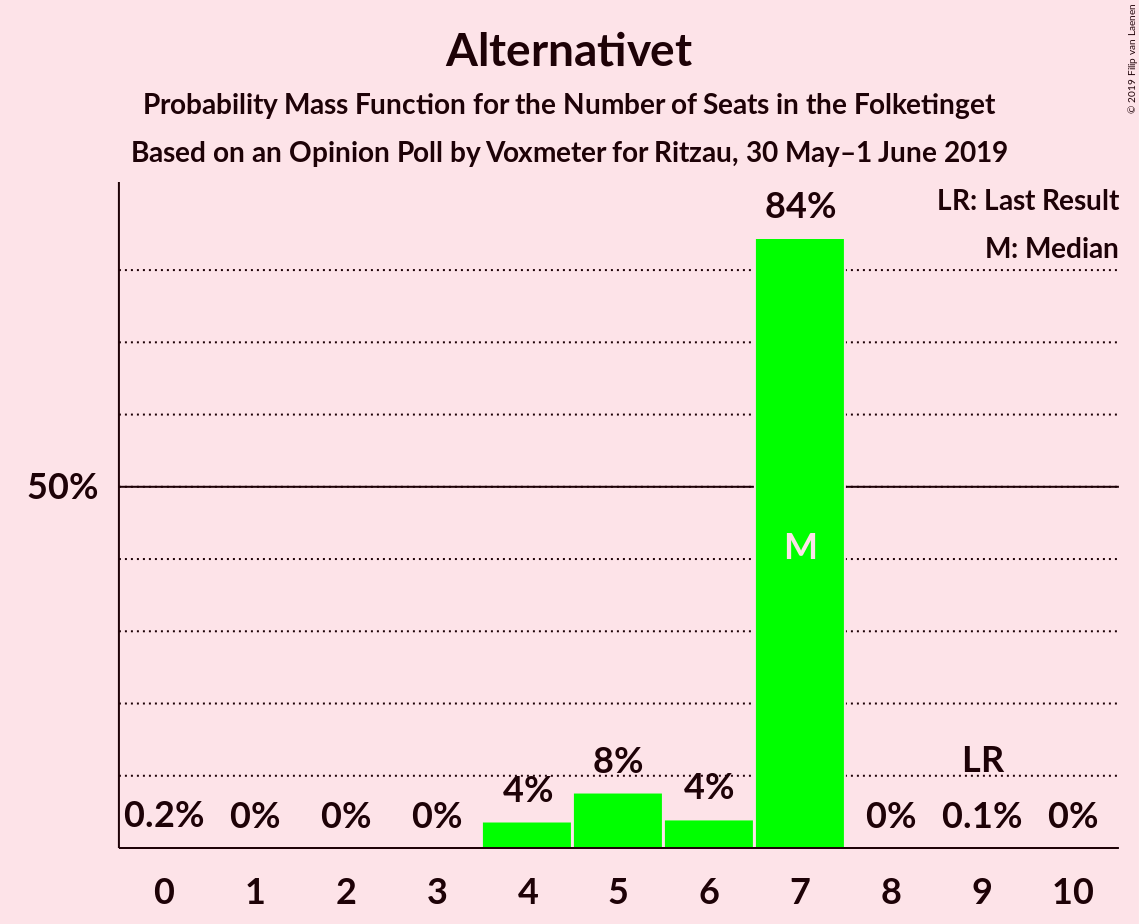 Alternativet
Probability Mass Function for the Number of Seats in the Folketinget
Based on an Opinion Poll by Voxmeter for Ritzau, 30 May–1 June 2019
© 2019 Filip van Laenen
LR: Last Result
M: Median
84%
50%
M
LR
0.2% 0% 0% 0% 4% 8% 4% 0% 0.1% 0%
0 1 2 3 4 5 6 7 8 9 10